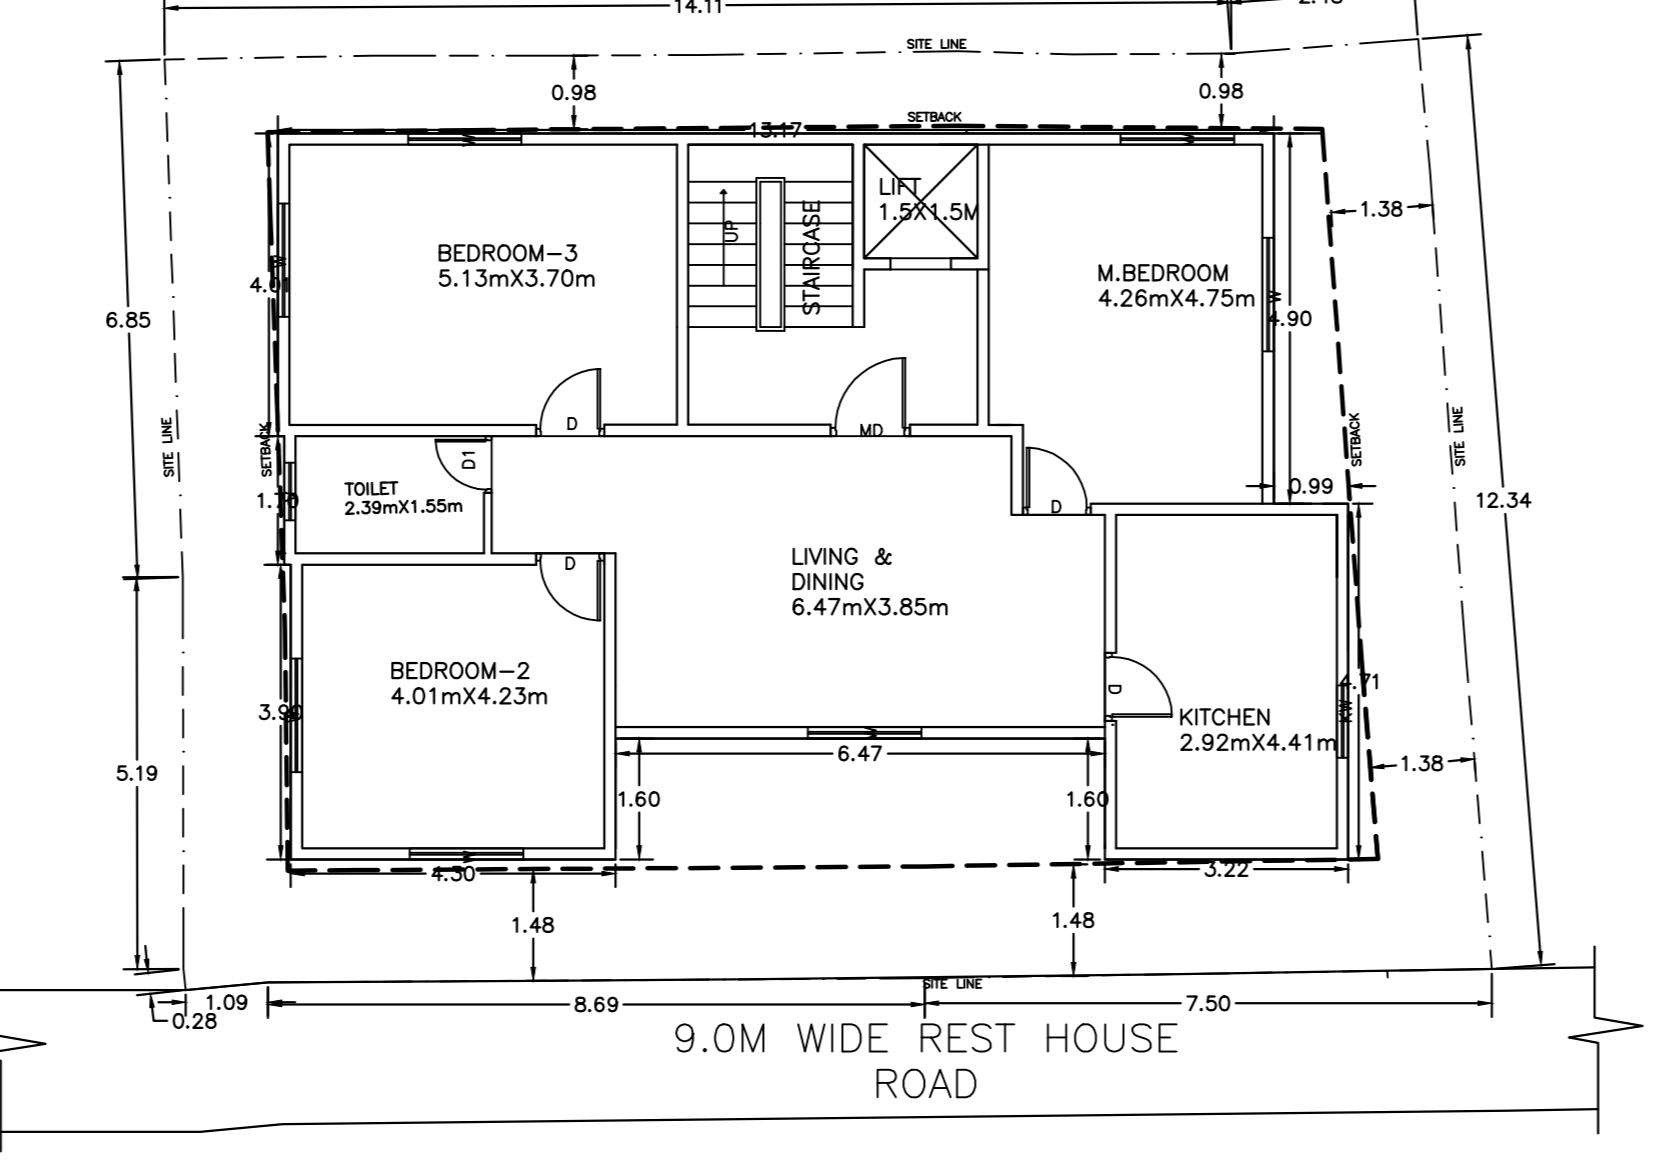 14.11
SITE LINE
0.98
0.98
SETBACK
13.17
LIFT
1.5X1.5M
1.38
UP
STAIRCASE
BEDROOM-3
5.13mX3.70m
W
4.01
M.BEDROOM
4.26mX4.75m
W
4.90
6.85
D
MD
SITE LINE
SETBACK
SETBACK
SITE LINE
D1
TOILET
2.39mX1.55m
1.70
0.99
12.34
D
D
LIVING &
DINING
6.47mX3.85m
BEDROOM-2
4.01mX4.23m
4.71
D
KW
KITCHEN
2.92mX4.41m
6.47
1.38
5.19
1.60
1.60
4.30
3.22
1.48
1.48
SITE LINE
1.09
8.69
7.50
0.28
9.0M WIDE REST HOUSE
ROAD